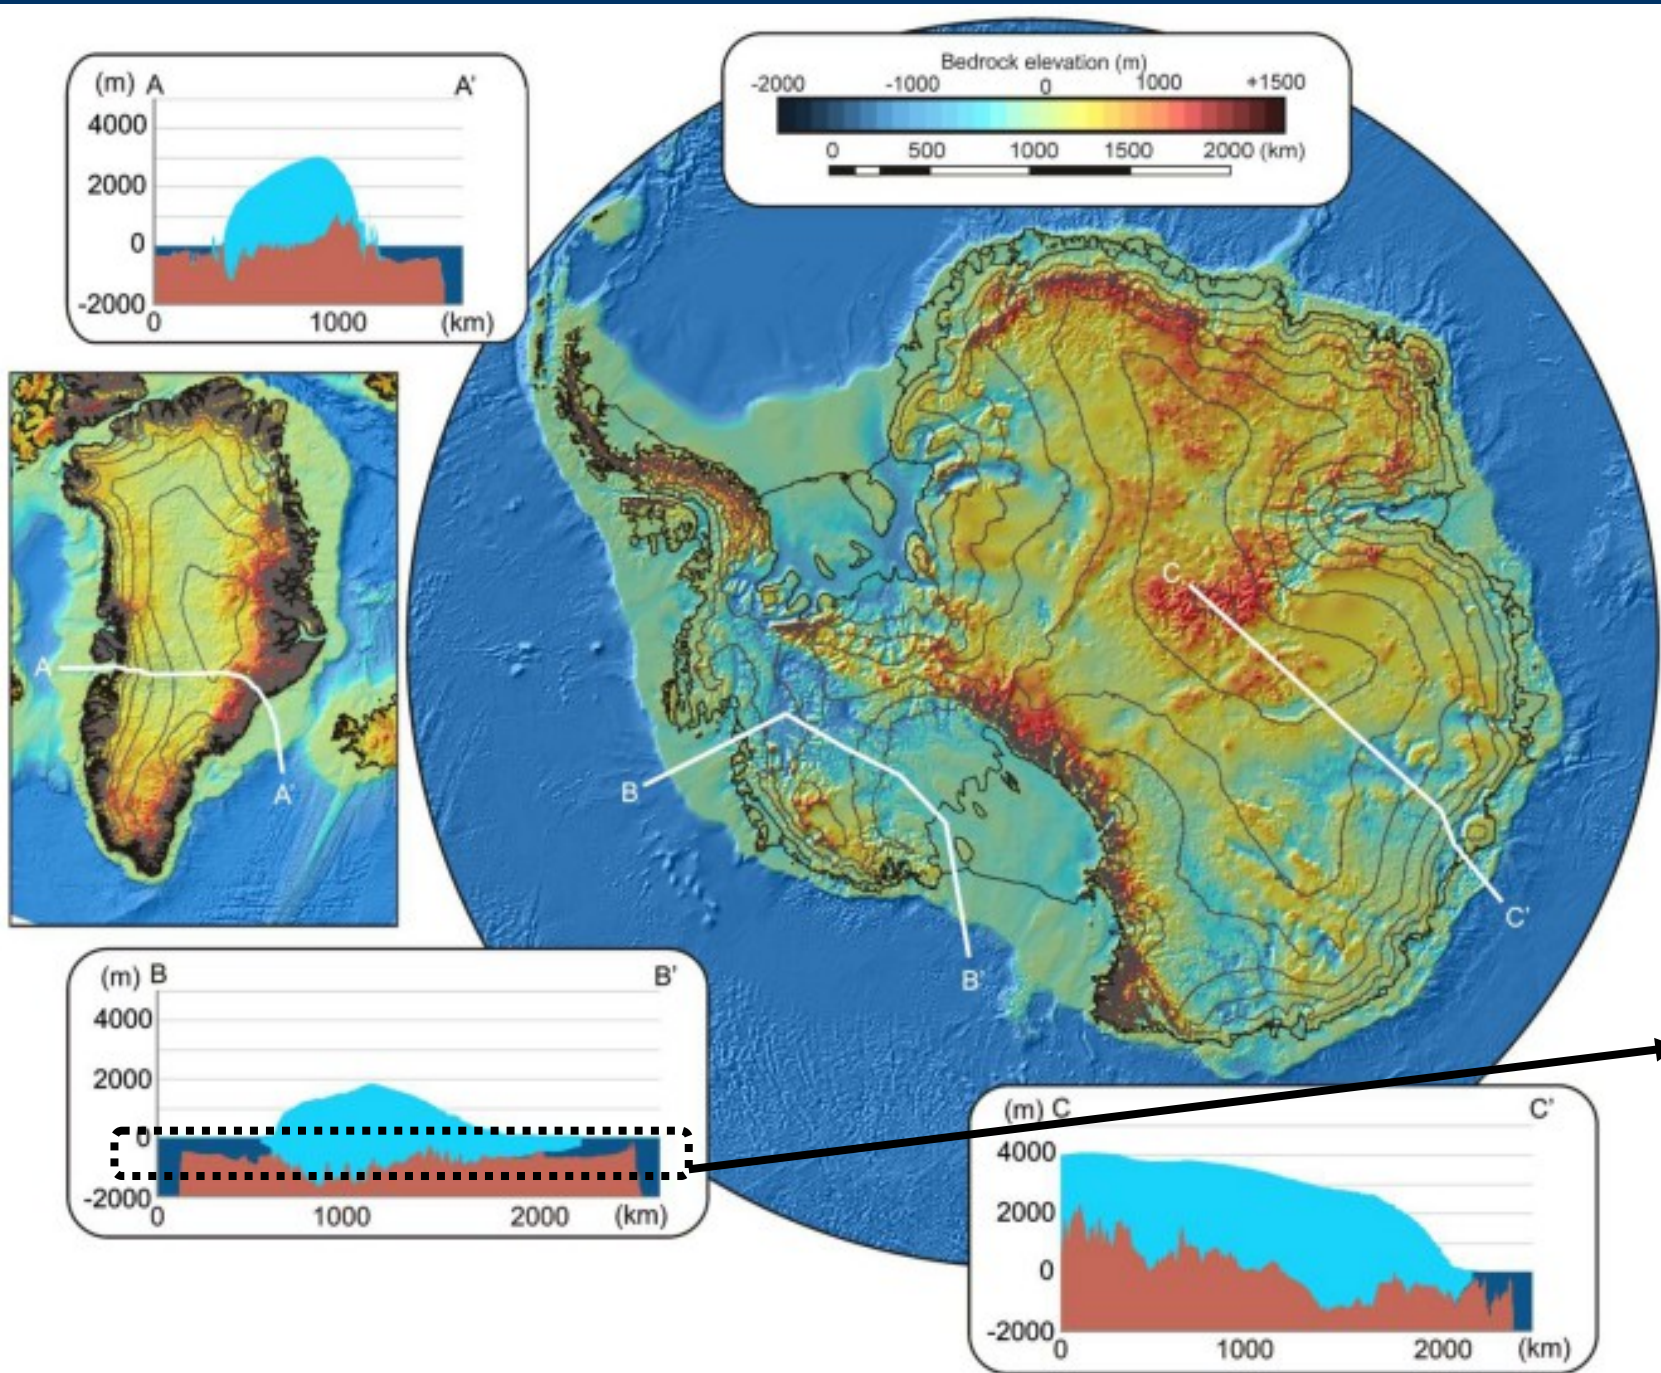 (m) A A'
4000
2000
0
-2000
0 1000 (km)
Bedrock elevation (m)
-2000 -1000 0 1000 +1500
0 500 1000 1500 2000 (km)
A
A'
B
B'
C
C'
(m) B B'
4000
2000
0
-2000
0 1000 2000 (km)
(m) C C'
4000
2000
0
-2000
0 1000 2000 (km)